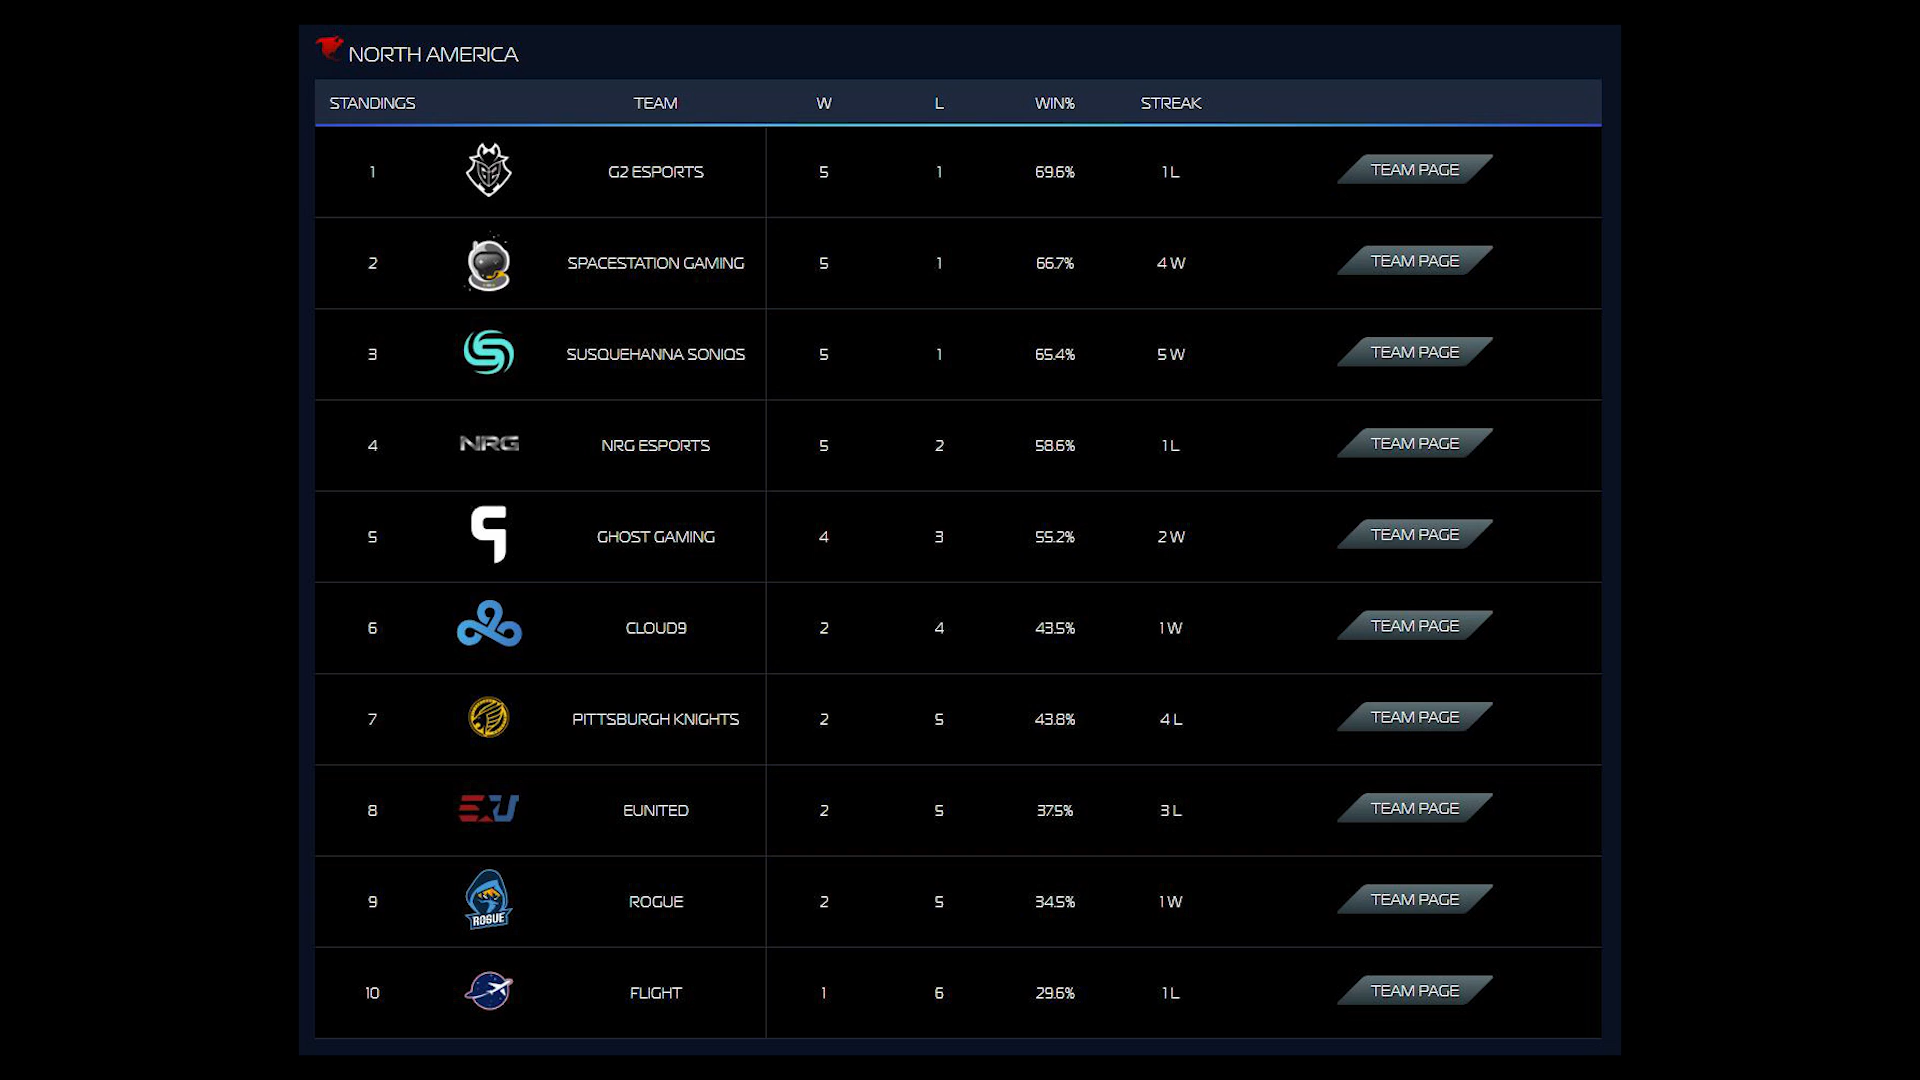 NORTH AMERICA
STANDINGS TEAM W L WIN% STREAK
1 G2 ESPORTS 5 1 69.6% 1 L TEAM PAGE
2 SPACESTATION GAMING 5 1 66.7% 4 W TEAM PAGE
3 SUSQUEHANNA SONIQS 5 1 65.4% 5 W TEAM PAGE
4 NRG NRG ESPORTS 5 2 58.6% 1 L TEAM PAGE
5 GHOST GAMING 4 3 55.2% 2 W TEAM PAGE
6 CLOUD9 2 4 43.5% 1 W TEAM PAGE
7 PITTSBURGH KNIGHTS 2 5 43.8% 4 L TEAM PAGE
8 EU EUNITED 2 5 37.5% 3 L TEAM PAGE
9 ROGUE ROGUE 2 5 34.5% 1 W TEAM PAGE
10 FLIGHT 1 6 29.6% 1 L TEAM PAGE